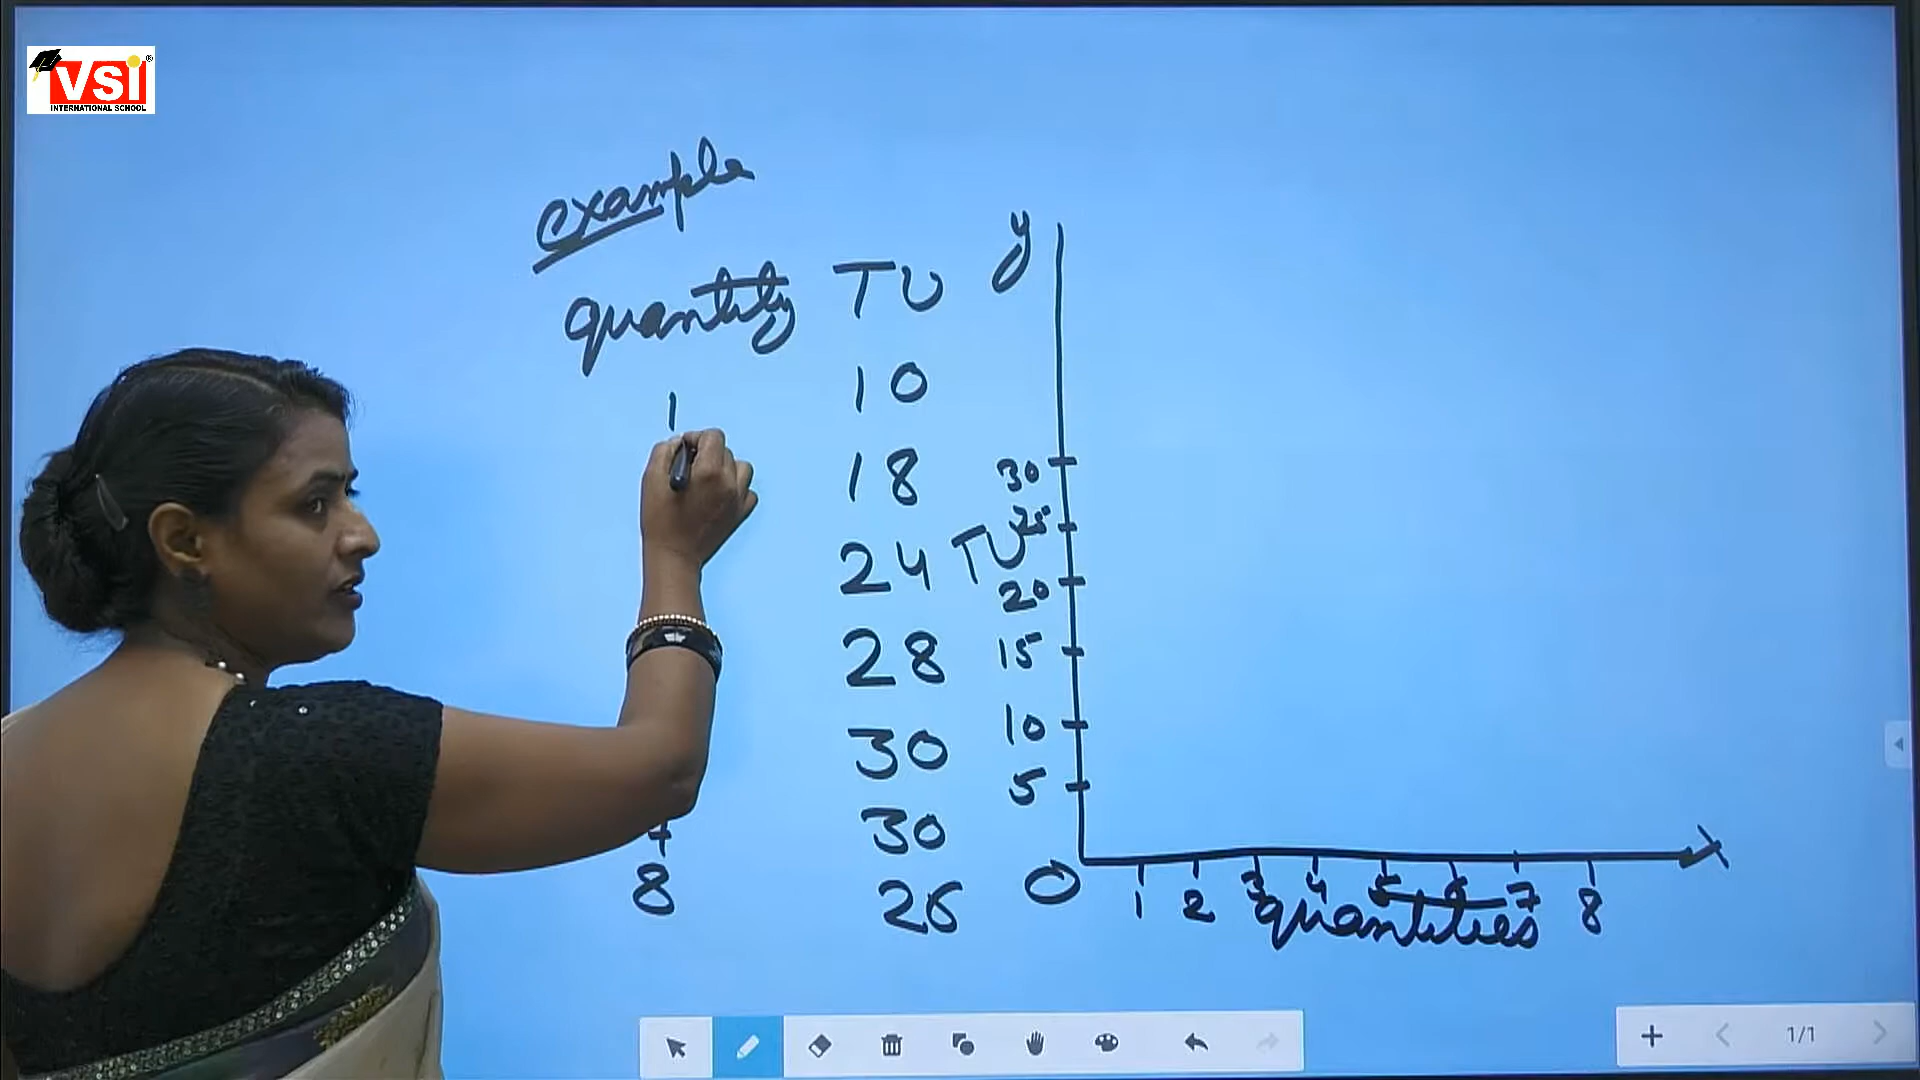 VSI
INTERNATIONAL SCHOOL
example
quantity TU
1 10
18
24
28
30
30
8 26
y
30
25
TU
20
15
10
5
0
1 2 3 4 5 6 7 8
quantities
X
1/1